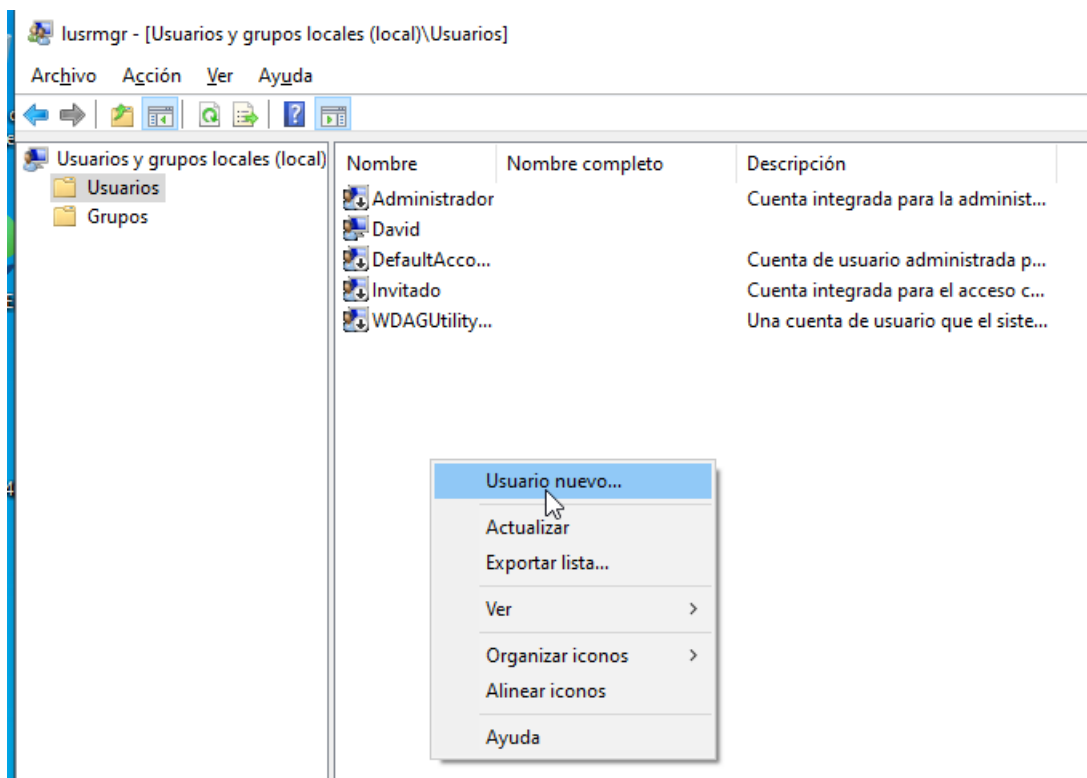 lusrmgr - [Usuarios y grupos locales (local)\Usuarios]
Archivo Acción Ver Ayuda
Usuarios y grupos locales (local)
Usuarios
Grupos
Nombre Nombre completo Descripción
Administrador Cuenta integrada para la administ...
David
DefaultAcco... Cuenta de usuario administrada p...
Invitado Cuenta integrada para el acceso c...
WDAGUtility... Una cuenta de usuario que el siste...
Usuario nuevo...
Actualizar
Exportar lista...
Ver
Organizar iconos
Alinear iconos
Ayuda